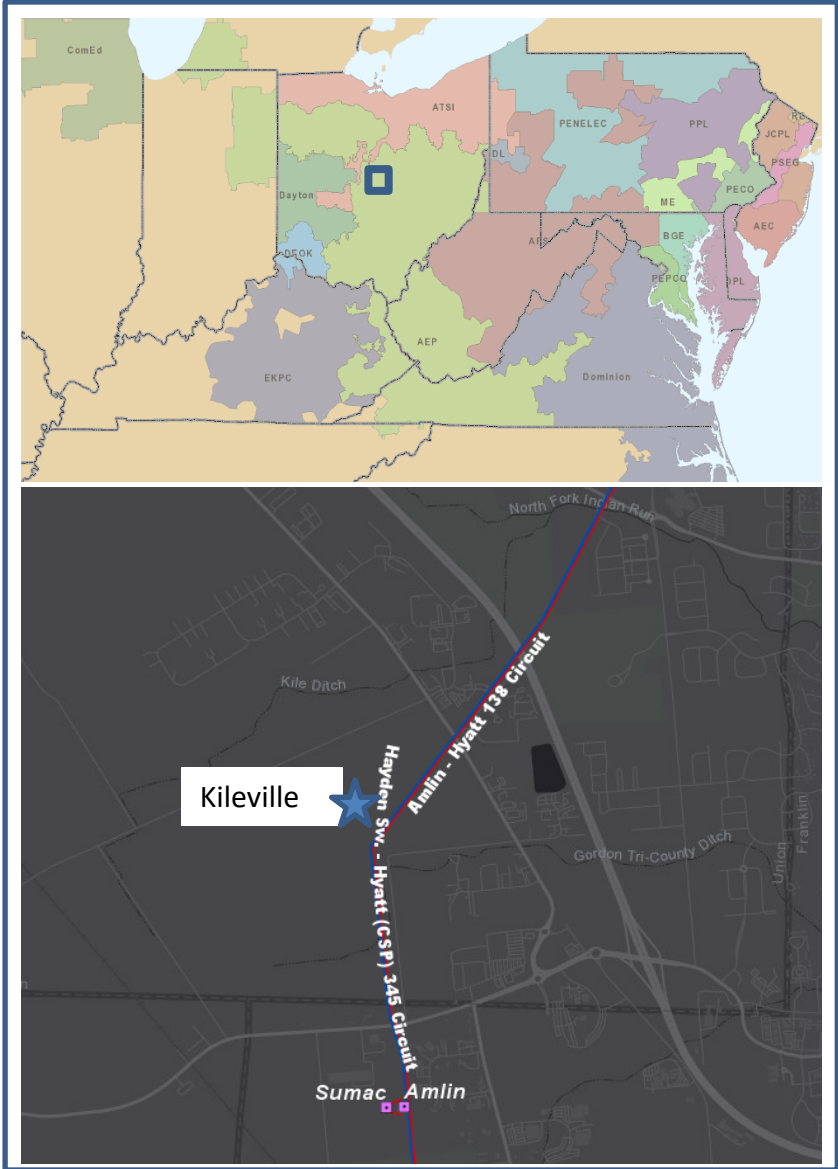 ComEd
ATSI
PENELEC
PPL
RE
JCPL
PSEG
DL
Dayton
PECO
ME
AEC
BGE
APS
DEOK
PEPCO
DPL
AEP
EKPC
Dominion
North Fork Indian Run
Kile Ditch
Amlin - Hyatt 138 Circuit
Hayden Sw. - Hyatt (CSP) 345 Circuit
Kileville
Union
Franklin
Gordon Tri-County Ditch
Sumac
Amlin